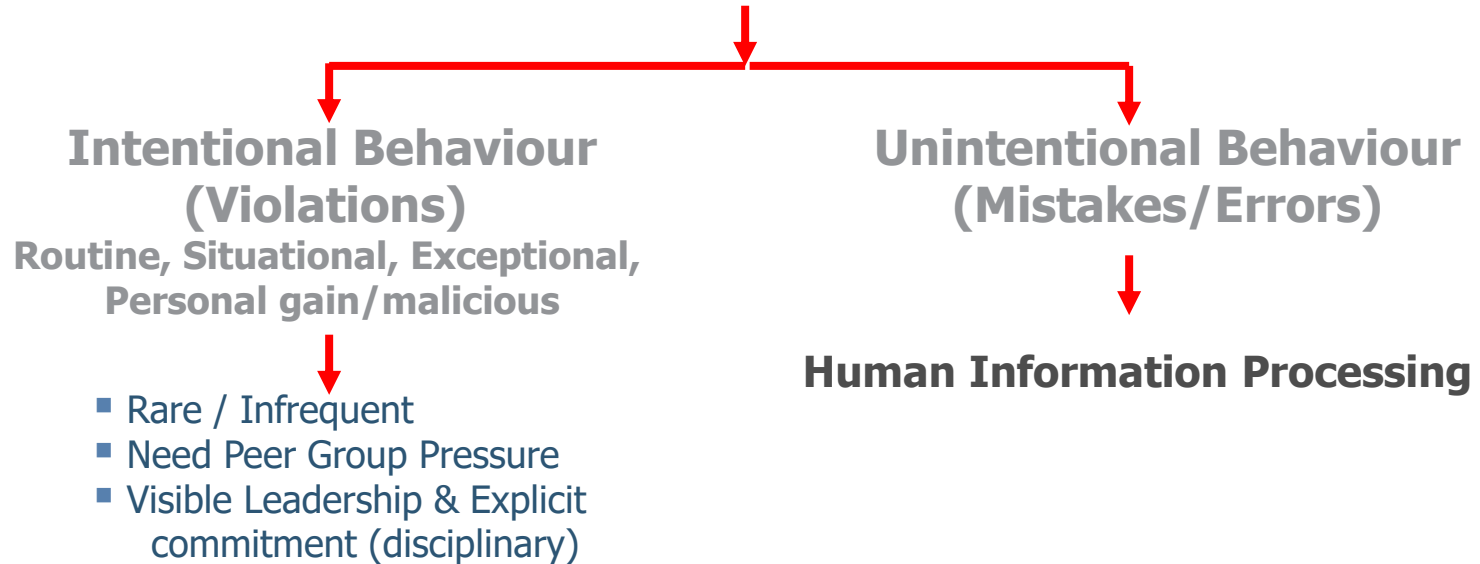 Intentional Behaviour
(Violations)
Routine, Situational, Exceptional,
Personal gain/malicious
▪ Rare / Infrequent
▪ Need Peer Group Pressure
▪ Visible Leadership & Explicit
commitment (disciplinary)
Unintentional Behaviour
(Mistakes/Errors)
Human Information Processing